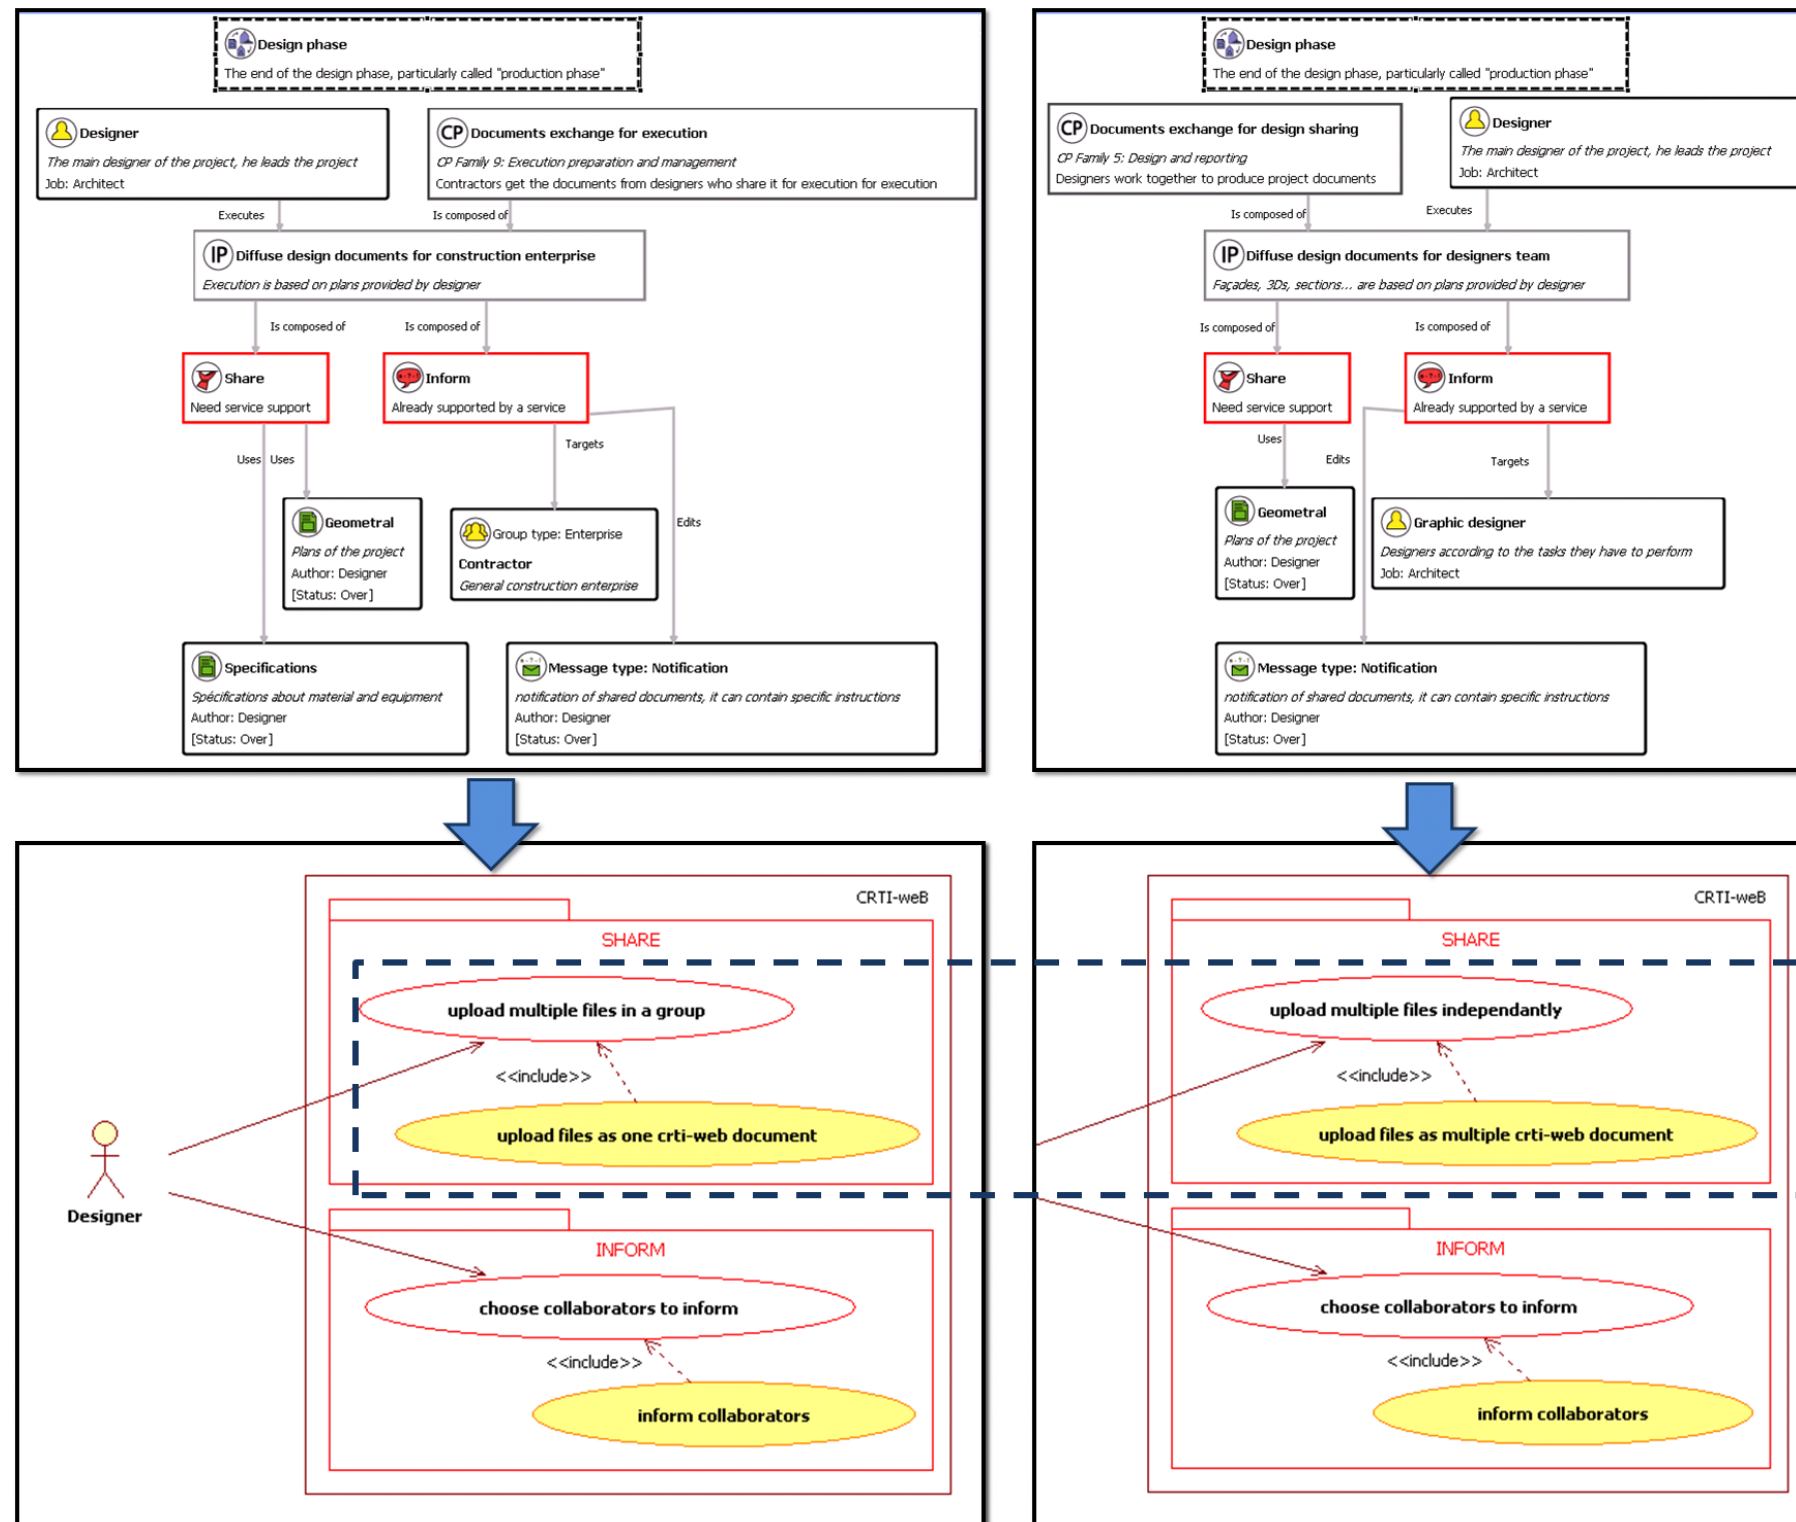 Design phase
The end of the design phase, particularly called "production phase"
Designer
The main designer of the project, he leads the project
Job: Architect
CP Documents exchange for execution
CP Family 9: Execution preparation and management
Contractors get the documents from designers who share it for execution for execution
Executes
Is composed of
IP Diffuse design documents for construction enterprise
Execution is based on plans provided by designer
Is composed of
Is composed of
Share
Need service support
Inform
Already supported by a service
Uses
Uses
Targets
Edits
Geometral
Plans of the project
Author: Designer
[Status: Over]
Group type: Enterprise
Contractor
General construction enterprise
Specifications
Spécifications about material and equipment
Author: Designer
[Status: Over]
Message type: Notification
notification of shared documents, it can contain specific instructions
Author: Designer
[Status: Over]
Design phase
The end of the design phase, particularly called "production phase"
CP Documents exchange for design sharing
CP Family 5: Design and reporting
Designers work together to produce project documents
Designer
The main designer of the project, he leads the project
Job: Architect
Is composed of
Executes
IP Diffuse design documents for designers team
Façades, 3Ds, sections... are based on plans provided by designer
Is composed of
Is composed of
Share
Need service support
Inform
Already supported by a service
Uses
Edits
Targets
Geometral
Plans of the project
Author: Designer
[Status: Over]
Graphic designer
Designers according to the tasks they have to perform
Job: Architect
Message type: Notification
notification of shared documents, it can contain specific instructions
Author: Designer
[Status: Over]
CRTI-weB
SHARE
upload multiple files in a group
<<include>>
upload files as one crti-web document
Designer
INFORM
choose collaborators to inform
<<include>>
inform collaborators
CRTI-weB
SHARE
upload multiple files independantly
<<include>>
upload files as multiple crti-web document
INFORM
choose collaborators to inform
<<include>>
inform collaborators